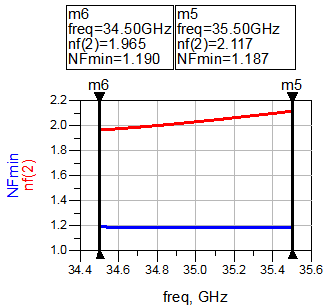 m6
freq=34.50GHz
nf(2)=1.965
NFmin=1.190
m5
freq=35.50GHz
nf(2)=2.117
NFmin=1.187
m6
m5
2.2
2.0
1.8
1.6
1.4
1.2
1.0
NFmin
nf(2)
34.4
34.6
34.8
35.0
35.2
35.4
35.6
freq, GHz